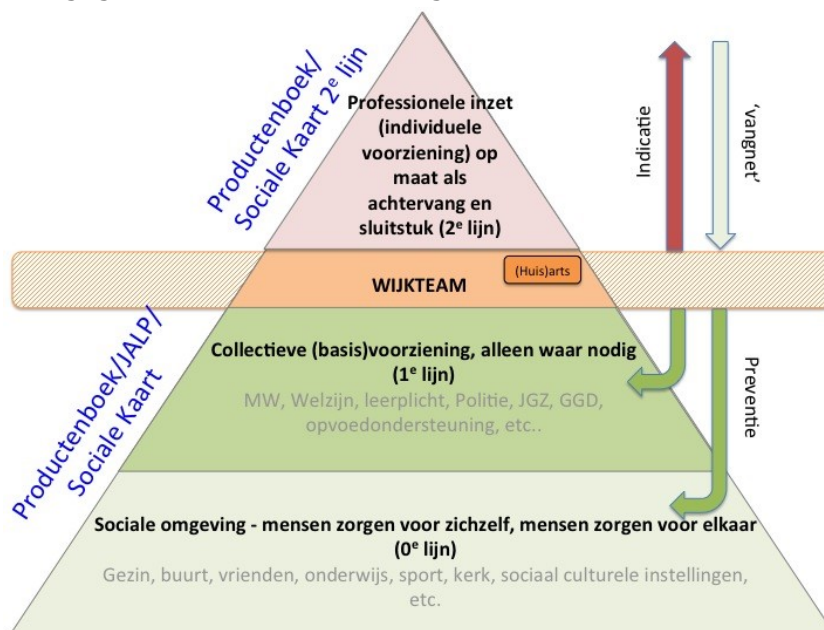 Productenboek/
Sociale Kaart 2e lijn
Professionele inzet
(individuele
voorziening) op
maat als
achtervang en
sluitstuk (2e lijn)
Indicatie
'vangnet'
(Huis)arts
WIJKTEAM
Productenboek/JALP/
Sociale Kaart
Collectieve (basis)voorziening, alleen waar nodig
(1e lijn)
MW, Welzijn, leerplicht, Politie, JGZ, GGD,
opvoedondersteuning, etc..
Preventie
Sociale omgeving - mensen zorgen voor zichzelf, mensen zorgen voor elkaar
(0e lijn)
Gezin, buurt, vrienden, onderwijs, sport, kerk, sociaal culturele instellingen,
etc.